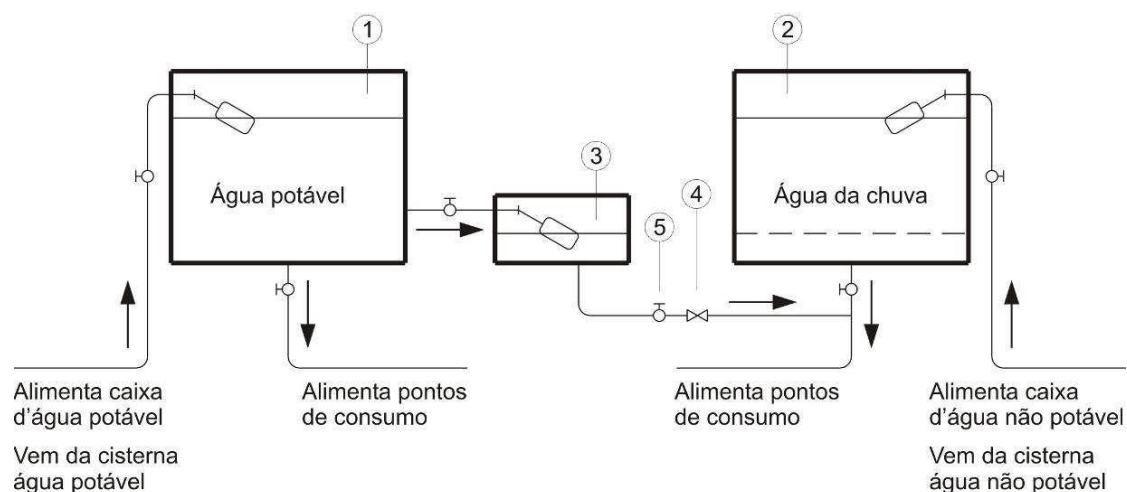 1
2
3
4
5
Água potável
Água da chuva
Alimenta caixa
d'água potável
Vem da cisterna
água potável
Alimenta pontos
de consumo
Alimenta pontos
de consumo
Alimenta caixa
d'água não potável
Vem da cisterna
água não potável